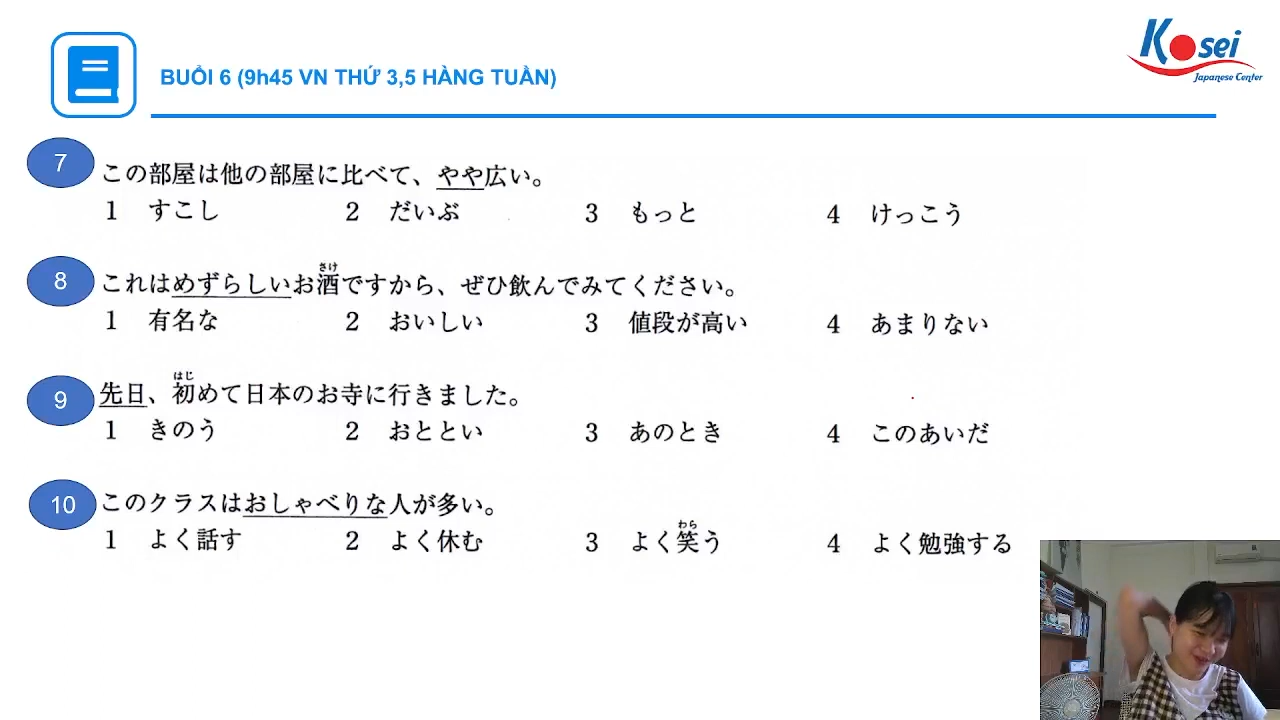 Kosei
Japanese Center
BUỔI 6 (9h45 VN THỨ 3,5 HÀNG TUẦN)
7 この部屋は他の部屋に比べて、やや広い。
1 すこし 2 だいぶ 3 もっと 4 けっこう
さけ
8 これはめずらしいお酒ですから、ぜひ飲んでみてください。
1 有名な 2 おいしい 3 値段が高い 4 あまりない
はじ
9 先日、初めて日本のお寺に行きました。
1 きのう 2 おととい 3 あのとき 4 このあいだ
10 このクラスはおしゃべりな人が多い。
わら
1 よく話す 2 よく休む 3 よく笑う 4 よく勉強する